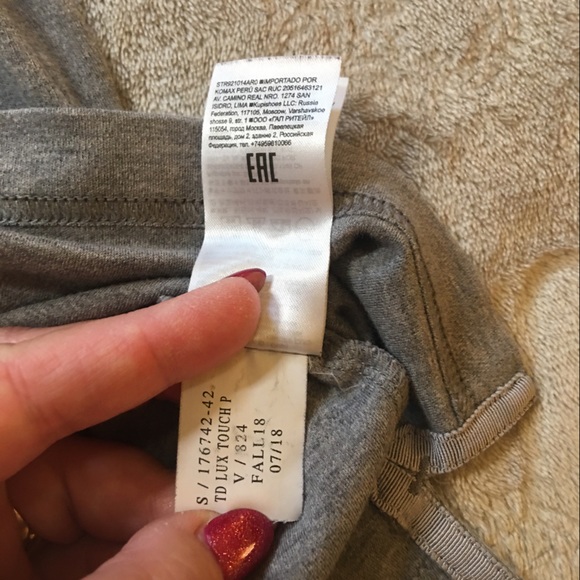 STR921014AR0 ■IMPORTADO POR
KOMAX PERÚ SAC RUC 20516463121
AV. CAMINO REAL NRO. 1274 SAN
ISIDRO, LIMA ■Kupishoes LLC: Russia
Federation, 117105, Moscow, Varshavskoe
shosse 9, str. 1 ■ООО «ГАП РИТЕЙЛ»
115054, город Москва, Павелецкая
площадь, дом 2, здание 2, Российская
Федерация, тел. +74959810066
EAC
S / 176742-42
TD LUX TOUCH P
V / 824
FALL18
07/18